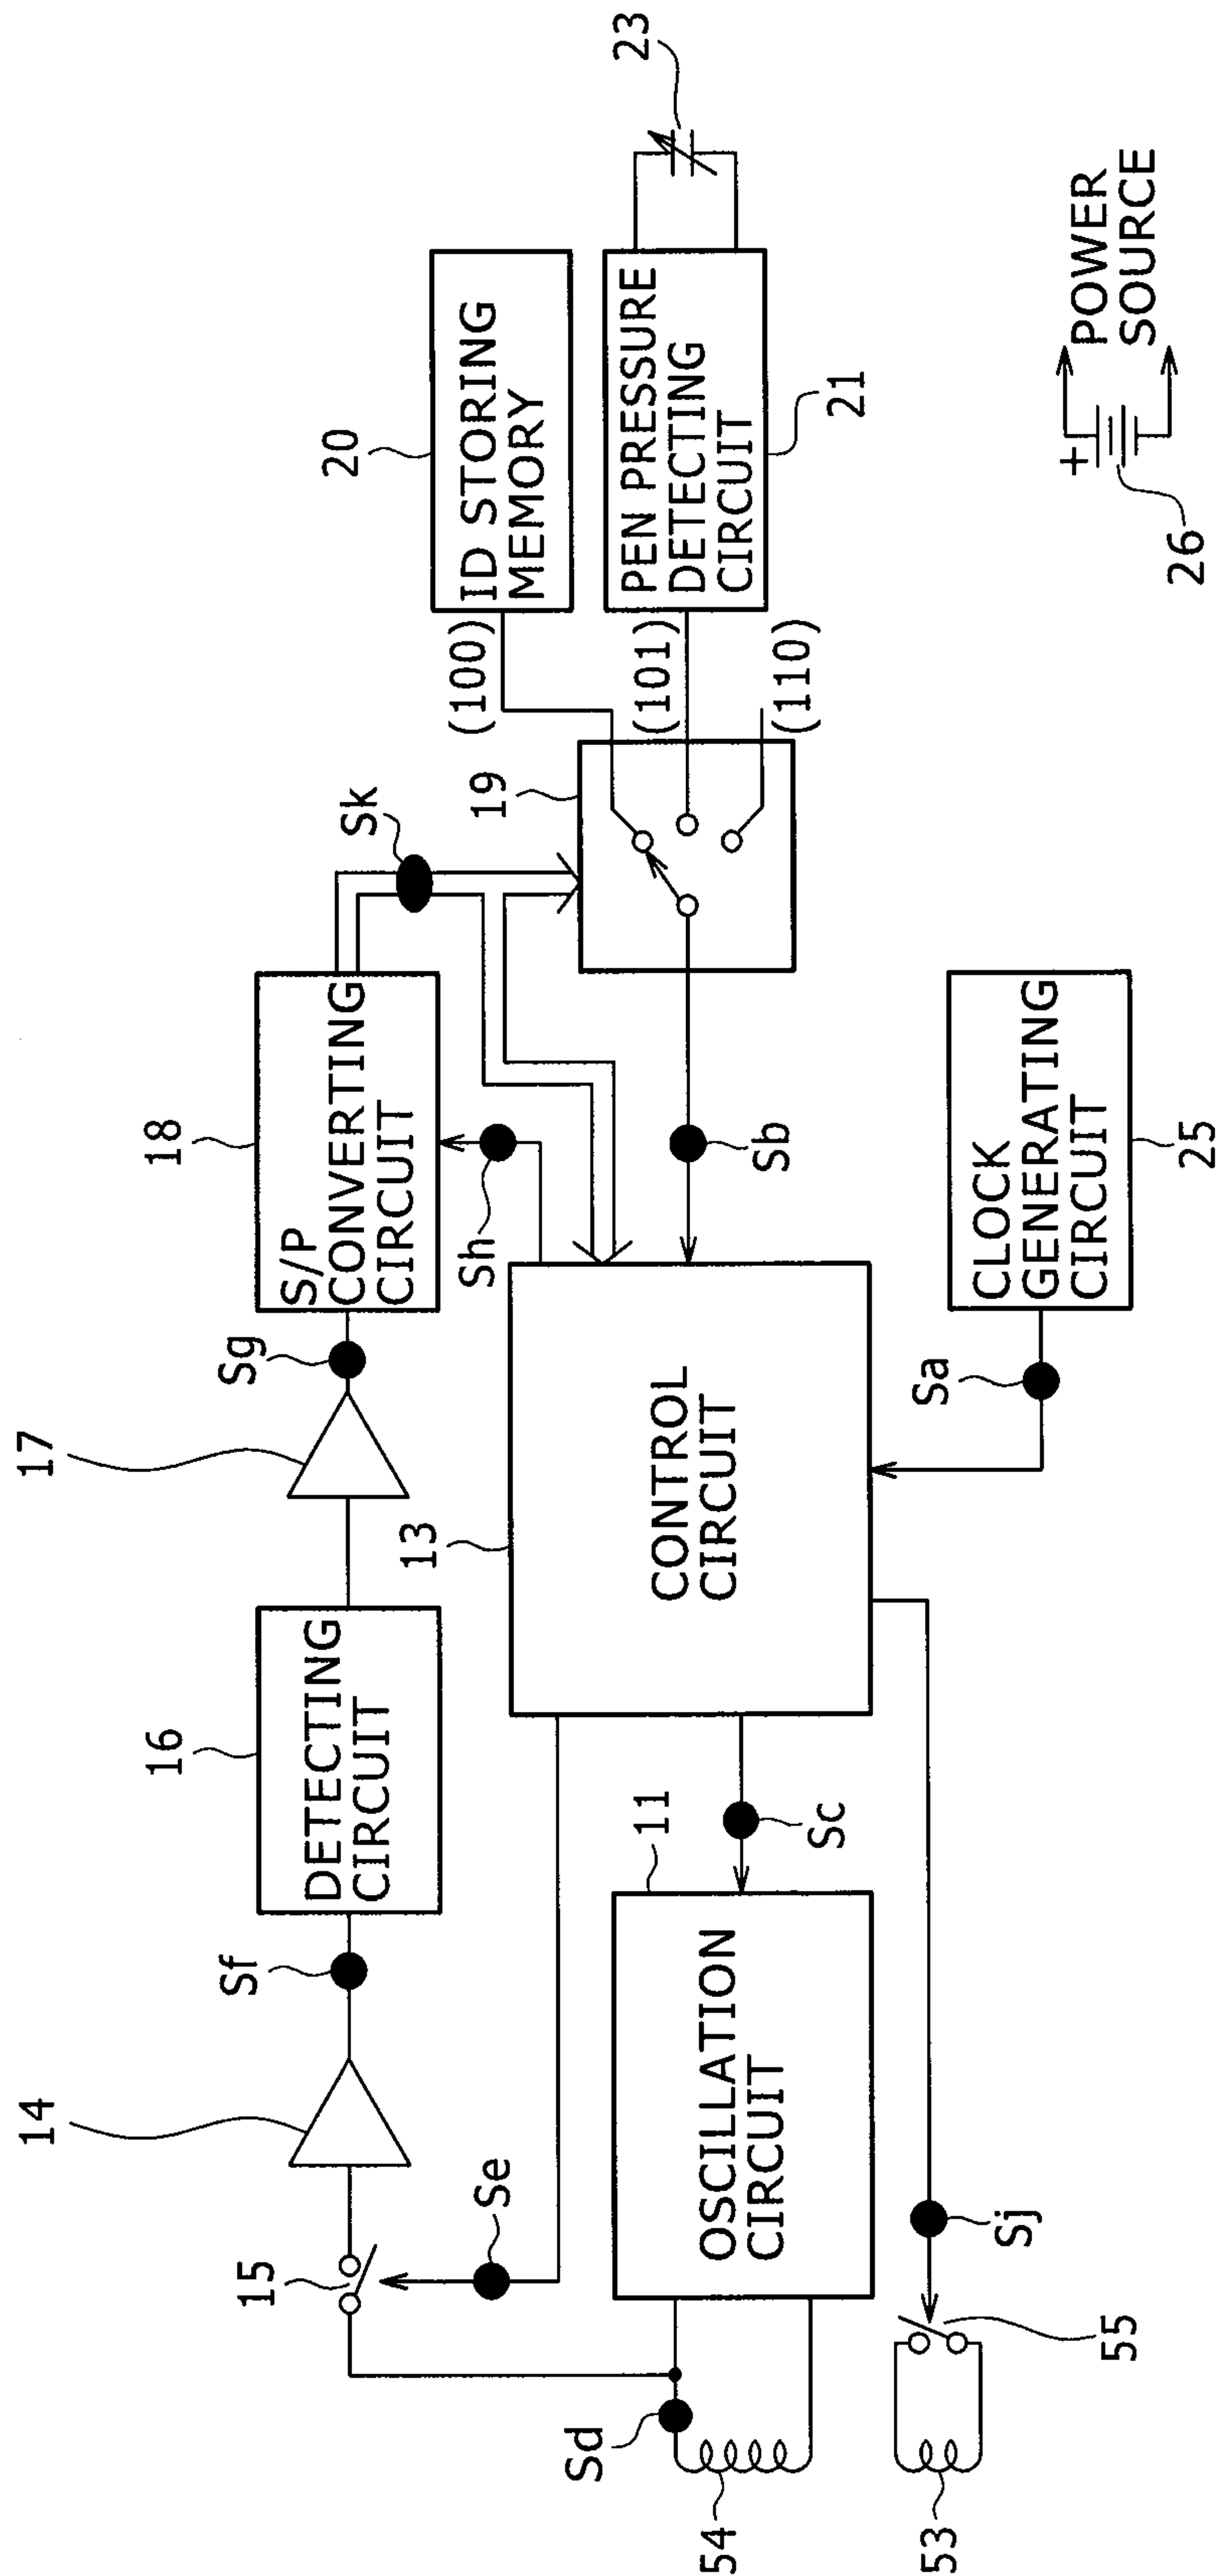 14
17
Sf
16
DETECTING
CIRCUIT
Sg
18
S/P
CONVERTING
CIRCUIT
Sk
15
Se
13
CONTROL
CIRCUIT
Sh
19
20
ID STORING
MEMORY
(100)
(101)
(110)
PEN PRESSURE
DETECTING
CIRCUIT
21
23
Sd
54
11
OSCILLATION
CIRCUIT
Sc
Sb
Sa
CLOCK
GENERATING
CIRCUIT
25
53
55
Sj
26
+
POWER
SOURCE